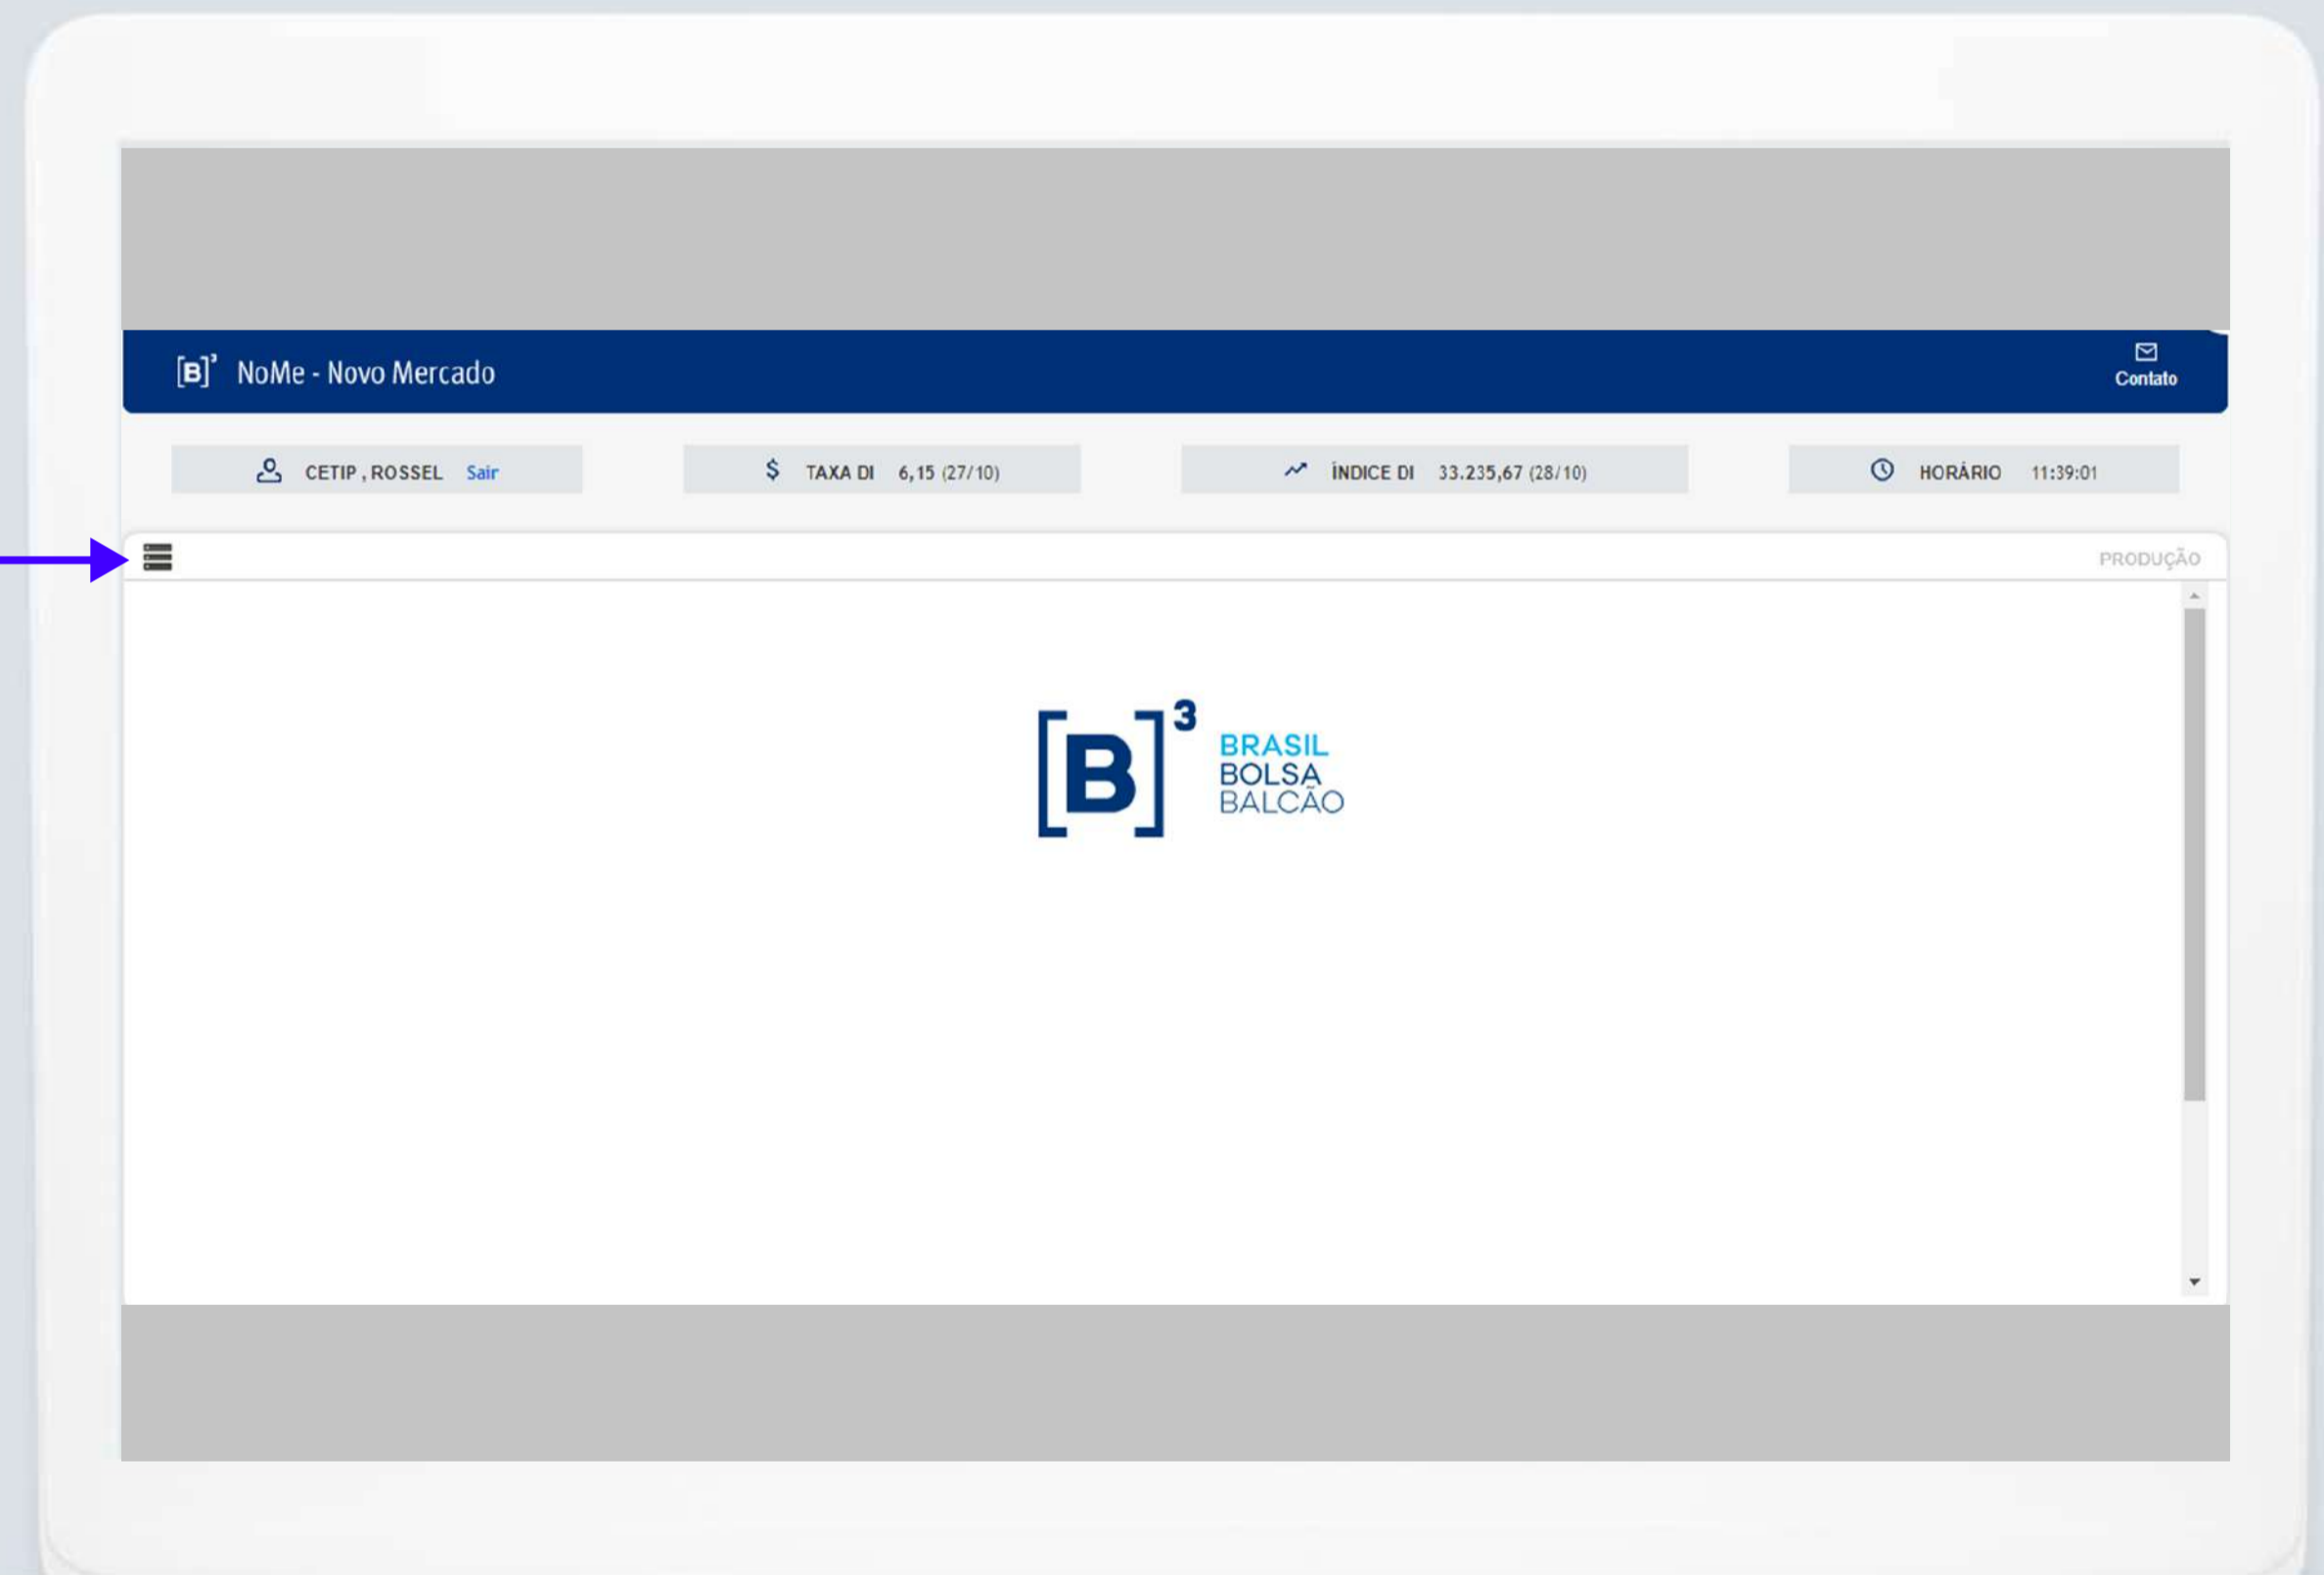 [B]³ NoMe - Novo Mercado
Contato
CETIP , ROSSEL Sair
TAXA DI 6,15 (27/10)
ÍNDICE DI 33.235,67 (28/10)
HORÁRIO 11:39:01
PRODUÇÃO
[B]³
BRASIL
BOLSA
BALCÃO